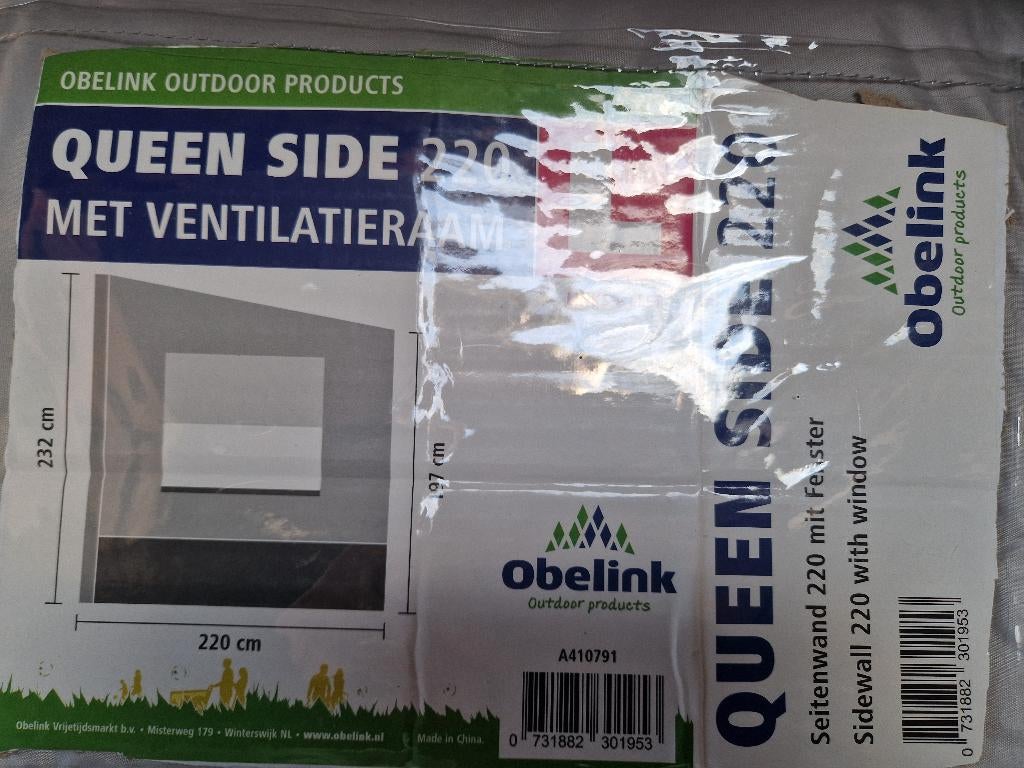 OBELINK OUTDOOR PRODUCTS
QUEEN SIDE 220
MET VENTILATIERAAM
232 cm
197 cm
220 cm
Obelink
Outdoor products
A410791
0 731882 301953
Obelink Vrijetijdsmarkt b.v. • Misterweg 179 • Winterswijk NL • www.obelink.nl
Made in China.
QUEEN SIDE 220
Seitenwand 220 mit Fenster
Sidewall 220 with window
Obelink
Outdoor products
0 731882 301953